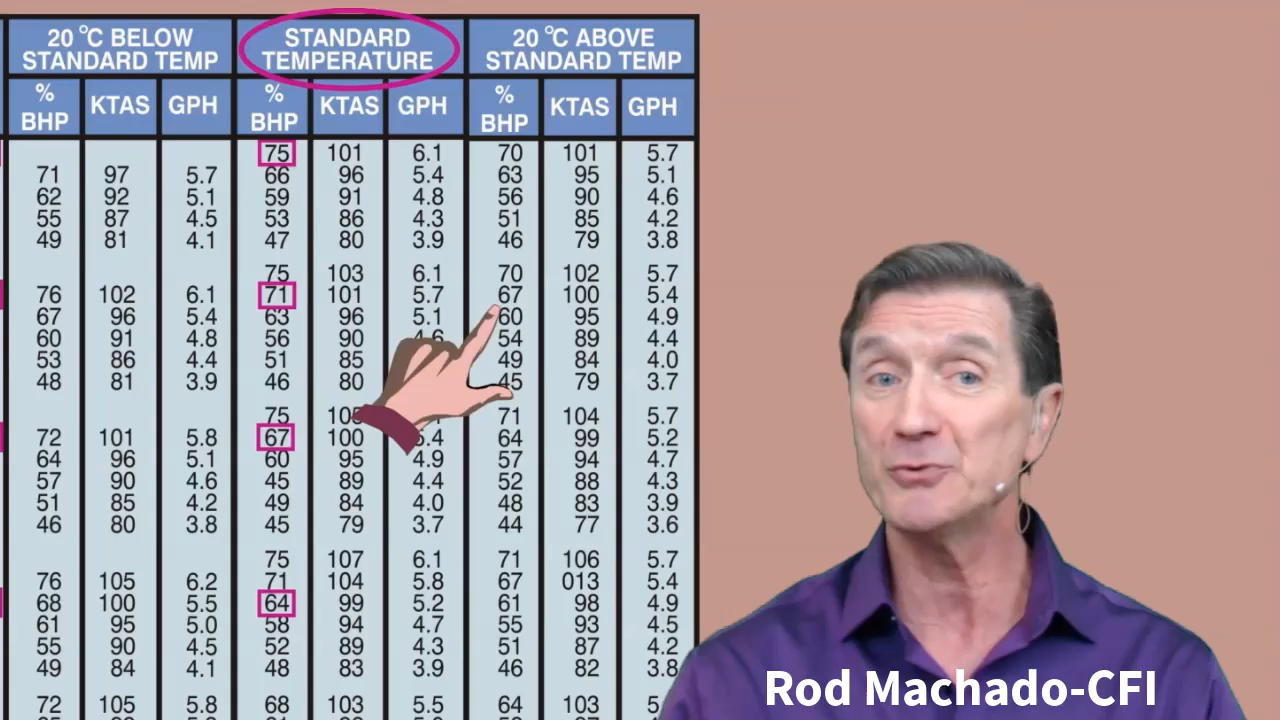 20 °C BELOW STANDARD TEMP | STANDARD TEMPERATURE | 20 °C ABOVE STANDARD TEMP
% BHP KTAS GPH % BHP KTAS GPH % BHP KTAS GPH
75 101 6.1 70 101 5.7
71 97 5.7 66 96 5.4 63 95 5.1
62 92 5.1 59 91 4.8 56 90 4.6
55 87 4.5 53 86 4.3 51 85 4.2
49 81 4.1 47 80 3.9 46 79 3.8
75 103 6.1 70 102 5.7
76 102 6.1 71 101 5.7 67 100 5.4
67 96 5.4 63 96 5.1 60 95 4.9
60 91 4.8 56 90 54 89 4.4
53 86 4.4 51 85 49 84 4.0
48 81 3.9 46 80 45 79 3.7
75 71 104 5.7
72 101 5.8 67 100 5.4 64 99 5.2
64 96 5.1 60 95 4.9 57 94 4.7
57 90 4.6 45 89 4.4 52 88 4.3
51 85 4.2 49 84 4.0 48 83 3.9
46 80 3.8 45 79 3.7 44 77 3.6
75 107 6.1 71 106 5.7
76 105 6.2 71 104 5.8 67 013 5.4
68 100 5.5 64 99 5.2 61 98 4.9
61 95 5.0 58 94 4.7 55 93 4.5
55 90 4.5 52 89 4.3 51 87 4.2
49 84 4.1 48 83 3.9 46 82 3.8
72 105 5.8 68 103 5.5 64 103
Rod Machado-CFI